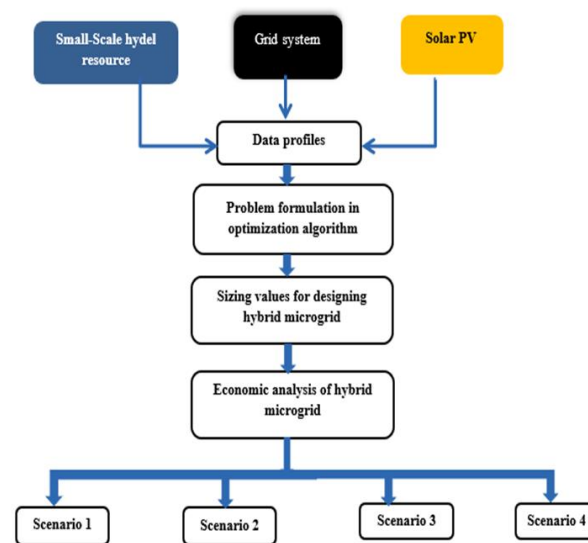 Small-Scale hydel
resource
Grid system
Solar PV
Data profiles
Problem formulation in
optimization algorithm
Sizing values for designing
hybrid microgrid
Economic analysis of hybrid
microgrid
Scenario 1
Scenario 2
Scenario 3
Scenario 4